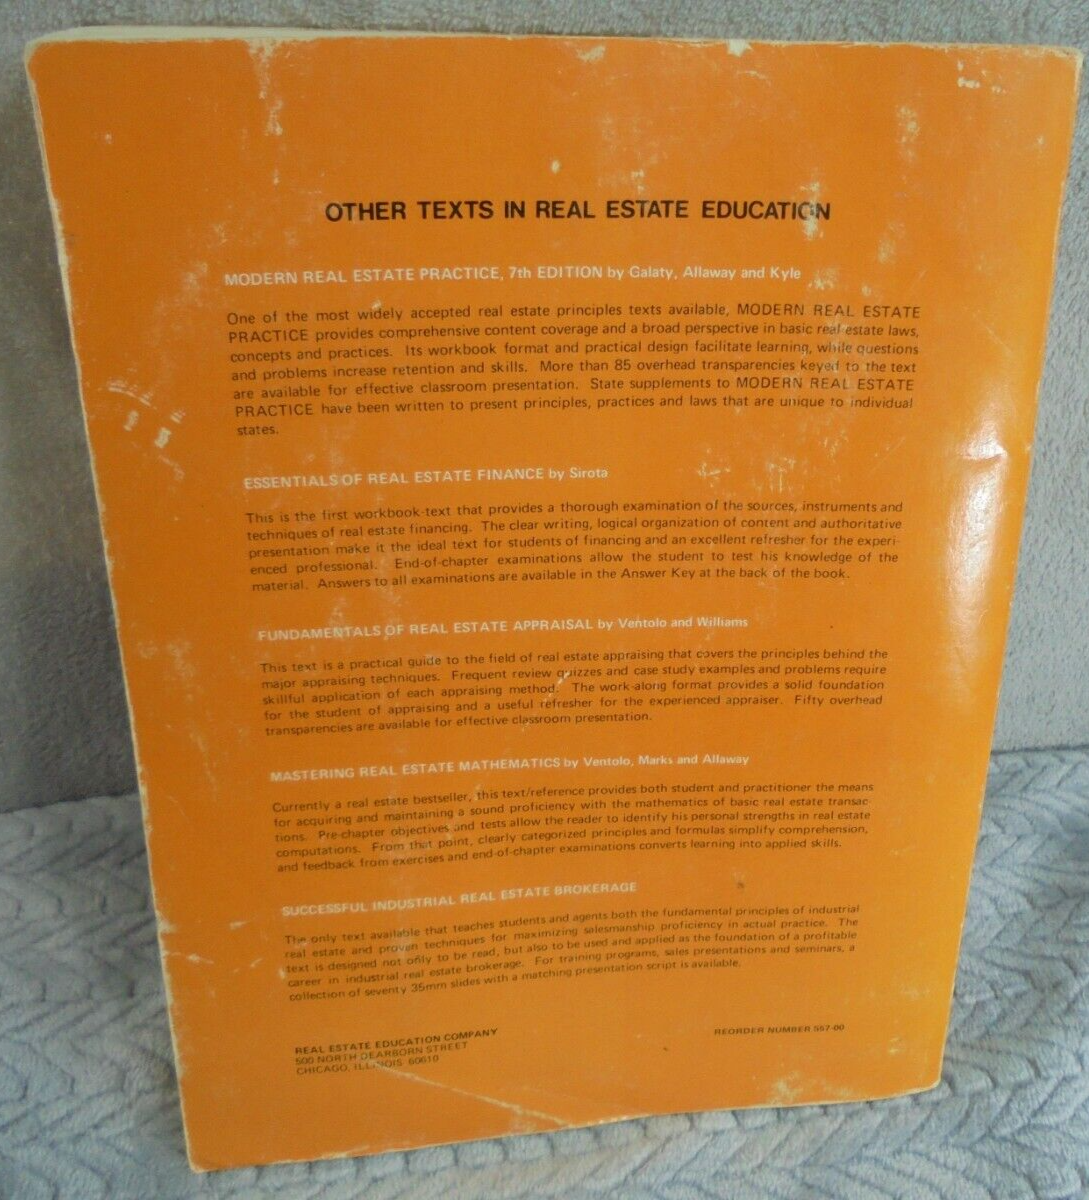 OTHER TEXTS IN REAL ESTATE EDUCATION
MODERN REAL ESTATE PRACTICE, 7th EDITION by Galaty, Allaway and Kyle
One of the most widely accepted real estate principles texts available, MODERN REAL ESTATE
PRACTICE provides comprehensive content coverage and a broad perspective in basic real estate laws,
concepts and practices. Its workbook format and practical design facilitate learning, while questions
and problems increase retention and skills. More than 85 overhead transparencies keyed to the text
are available for effective classroom presentation. State supplements to MODERN REAL ESTATE
PRACTICE have been written to present principles, practices and laws that are unique to individual
states.
ESSENTIALS OF REAL ESTATE FINANCE by Sirota
This is the first workbook-text that provides a thorough examination of the sources, instruments and
techniques of real estate financing. The clear writing, logical organization of content and authoritative
presentation make it the ideal text for students of financing and an excellent refresher for the experi-
enced professional. End-of-chapter examinations allow the student to test his knowledge of the
material. Answers to all examinations are available in the Answer Key at the back of the book.
FUNDAMENTALS OF REAL ESTATE APPRAISAL by Ventolo and Williams
This text is a practical guide to the field of real estate appraising that covers the principles behind the
major appraising techniques. Frequent review quizzes and case study examples and problems require
skillful application of each appraising method. The work-along format provides a solid foundation
for the student of appraising and a useful refresher for the experienced appraiser. Fifty overhead
transparencies are available for effective classroom presentation.
MASTERING REAL ESTATE MATHEMATICS by Ventolo, Marks and Allaway
Currently a real estate bestseller, this text/reference provides both student and practitioner the means
for acquiring and maintaining a sound proficiency with the mathematics of basic real estate transac-
tions. Pre-chapter objectives and tests allow the reader to identify his personal strengths in real estate
computations. From that point, clearly categorized principles and formulas simplify comprehension,
and feedback from exercises and end-of-chapter examinations converts learning into applied skills.
SUCCESSFUL INDUSTRIAL REAL ESTATE BROKERAGE
The only text available that teaches students and agents both the fundamental principles of industrial
real estate and proven techniques for maximizing salesmanship proficiency in actual practice. The
text is designed not only to be read, but also to be used and applied as the foundation of a profitable
career in industrial real estate brokerage. For training programs, sales presentations and seminars, a
collection of seventy 35mm slides with a matching presentation script is available.
REAL ESTATE EDUCATION COMPANY
500 NORTH DEARBORN STREET
CHICAGO, ILLINOIS 60610
REORDER NUMBER 557-00